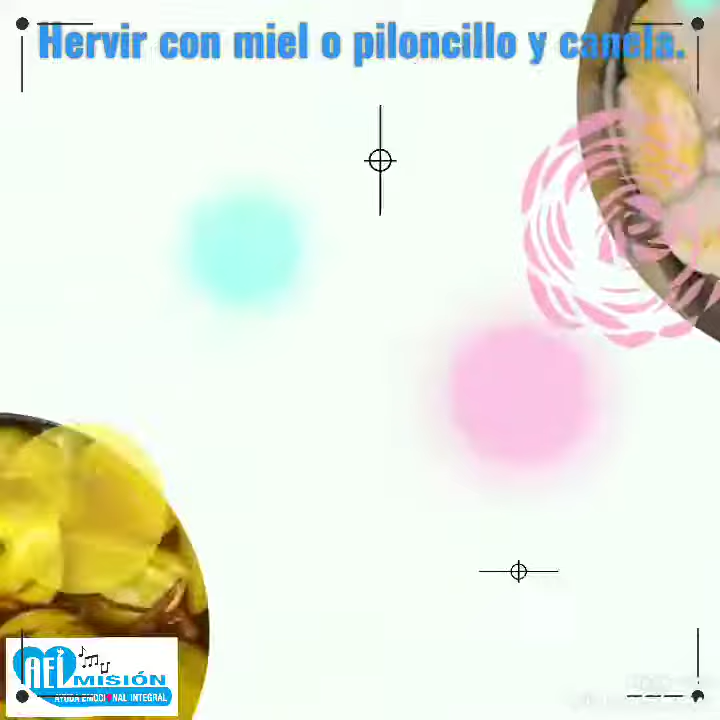 Hervir con miel o piloncillo y canela.
AEI
MISIÓN
AYUDA EMOCIONAL INTEGRAL